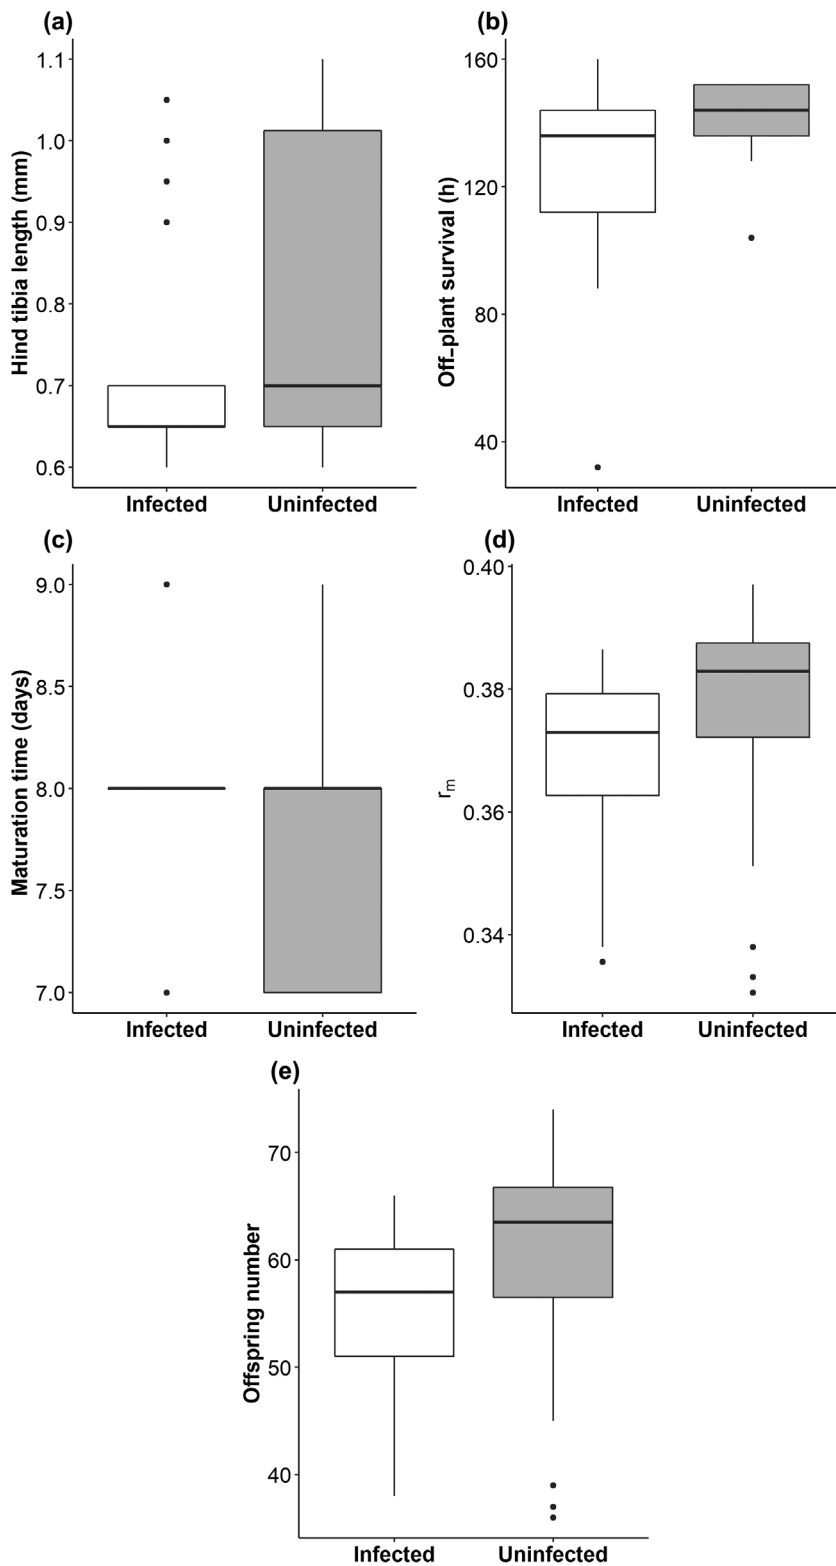 (a)
Hind tibia length (mm)
1.1
1.0
0.9
0.8
0.7
0.6
Infected Uninfected
(b)
Off-plant survival (h)
160
120
80
40
Infected Uninfected
(c)
Maturation time (days)
9.0
8.5
8.0
7.5
7.0
Infected Uninfected
(d)
rm
0.40
0.38
0.36
0.34
Infected Uninfected
(e)
Offspring number
70
60
50
40
Infected Uninfected